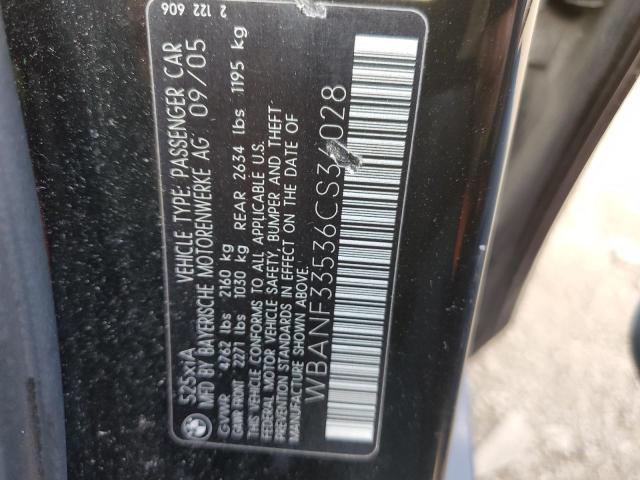 2 122 606
525xiA
VEHICLE TYPE: PASSENGER CAR
MFD BY BAYERISCHE MOTORENWERKE AG 09/05
GVWR 4762 lbs 2160 kg
GAWR FRONT 2271 lbs 1030 kg REAR 2634 lbs 1195 kg
THIS VEHICLE CONFORMS TO ALL APPLICABLE U.S.
FEDERAL MOTOR VEHICLE SAFETY, BUMPER AND THEFT-
PREVENTION STANDARDS IN EFFECT ON THE DATE OF
MANUFACTURE SHOWN ABOVE.
WBANF33536CS34028